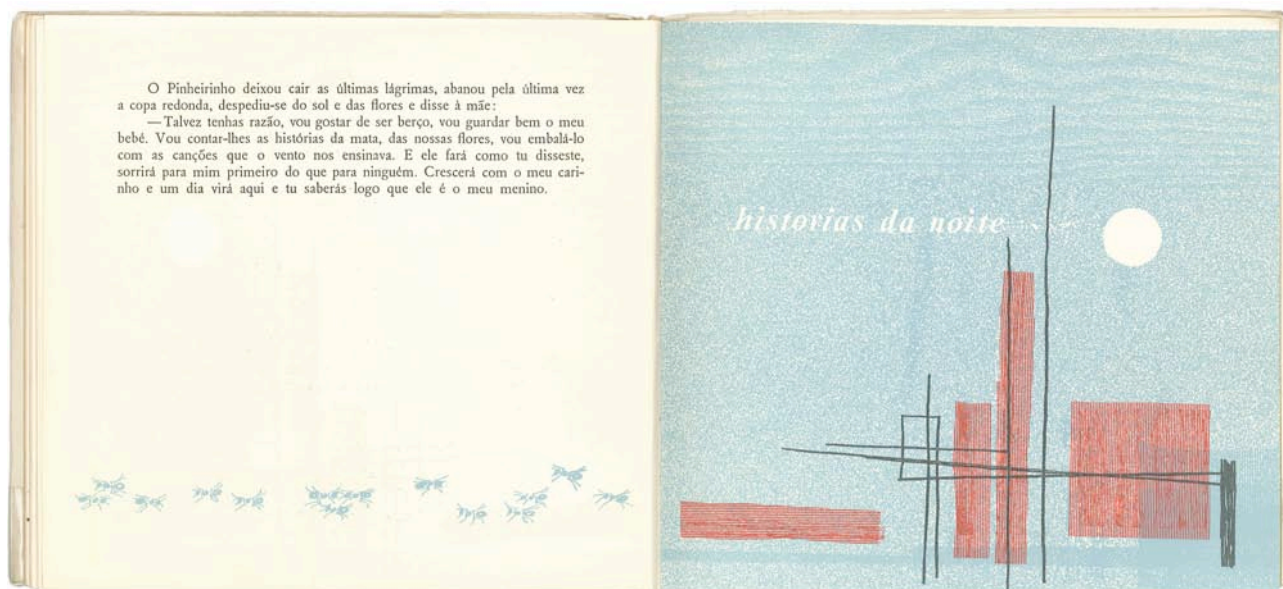 O Pinheirinho deixou cair as últimas lágrimas, abanou pela última vez
a copa redonda, despediu-se do sol e das flores e disse à mãe:
—Talvez tenhas razão, vou gostar de ser berço, vou guardar bem o meu
bebé. Vou contar-lhes as histórias da mata, das nossas flores, vou embalá-lo
com as canções que o vento nos ensinava. E ele fará como tu disseste,
sorrirá para mim primeiro do que para ninguém. Crescerá com o meu cari-
nho e um dia virá aqui e tu saberás logo que ele é o meu menino.
historias da noite